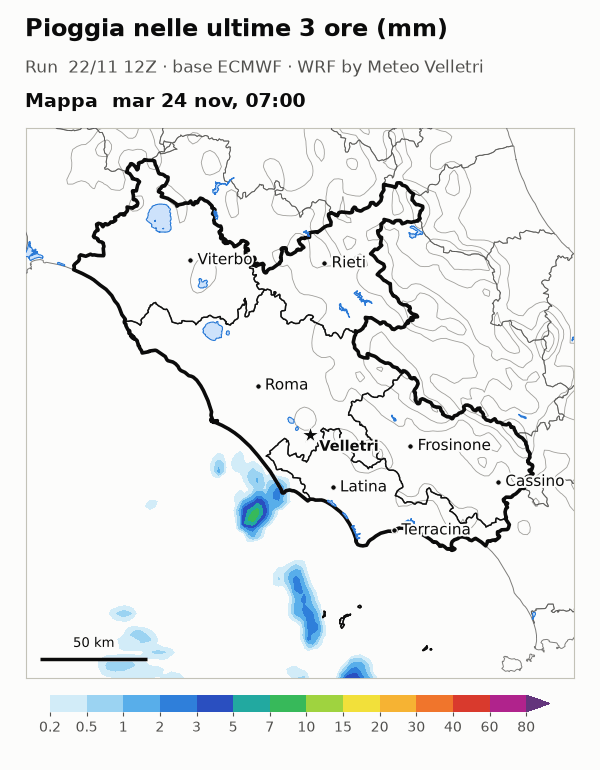 Pioggia nelle ultime 3 ore (mm)
Run  22/11 12Z · base ECMWF · WRF by Meteo Velletri
Mappa  mar 24 nov, 07:00
Viterbo
Rieti
Roma
Velletri
Frosinone
Latina
Cassino
Terracina
50 km
0.2 0.5 1 2 3 5 7 10 15 20 30 40 60 80